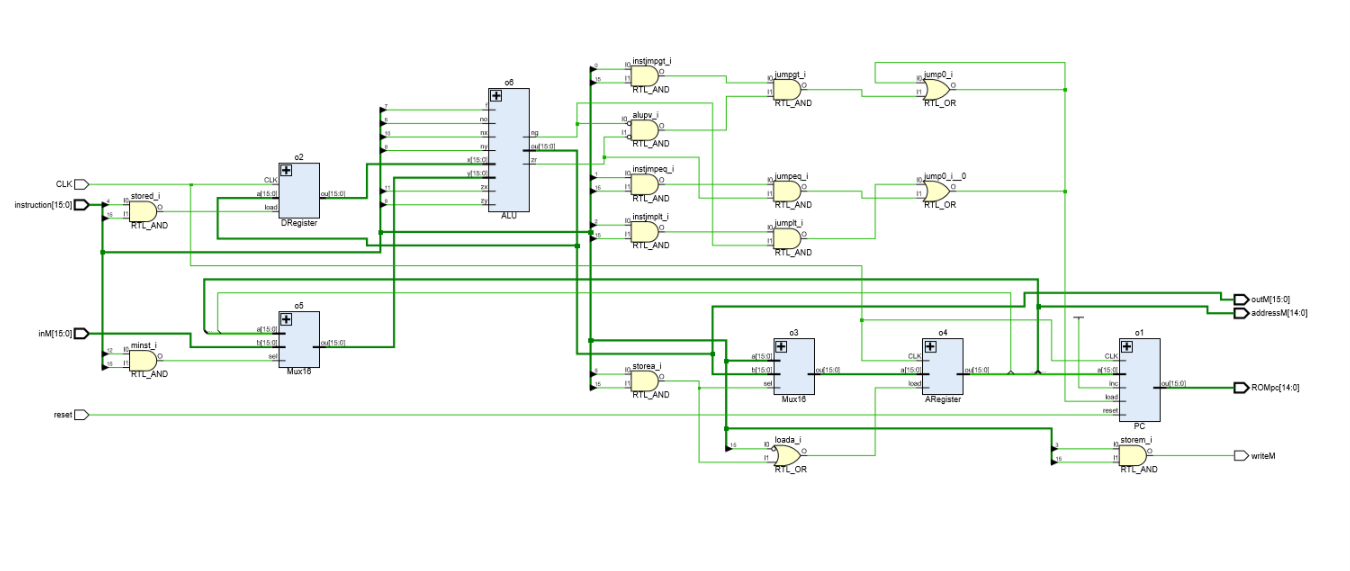 CLK
instruction[15:0]
inM[15:0]
reset
stored_i
I0
I1
O
RTL_AND
minst_i
I0
I1
O
RTL_AND
o2
CLK
a[15:0]
load
ou[15:0]
DRegister
o5
a[15:0]
b[15:0]
sel
ou[15:0]
Mux16
o6
f
no
nx
ny
x[15:0]
y[15:0]
zx
zy
ng
ou[15:0]
zr
ALU
instjmpgt_i
I0
I1
O
RTL_AND
alupv_i
I0
I1
O
RTL_AND
instjmpeq_i
I0
I1
O
RTL_AND
instjmplt_i
I0
I1
O
RTL_AND
storea_i
I0
I1
O
RTL_AND
jumpgt_i
I0
I1
O
RTL_AND
jumpeq_i
I0
I1
O
RTL_AND
jumplt_i
I0
I1
O
RTL_AND
o3
a[15:0]
b[15:0]
sel
ou[15:0]
Mux16
loada_i
I0
I1
O
RTL_OR
jump0_i
I0
I1
O
RTL_OR
jump0_i__0
I0
I1
O
RTL_OR
o4
CLK
a[15:0]
load
ou[15:0]
ARegister
o1
CLK
a[15:0]
inc
load
reset
ou[15:0]
PC
storem_i
I0
I1
O
RTL_AND
outM[15:0]
addressM[14:0]
ROMpc[14:0]
writeM